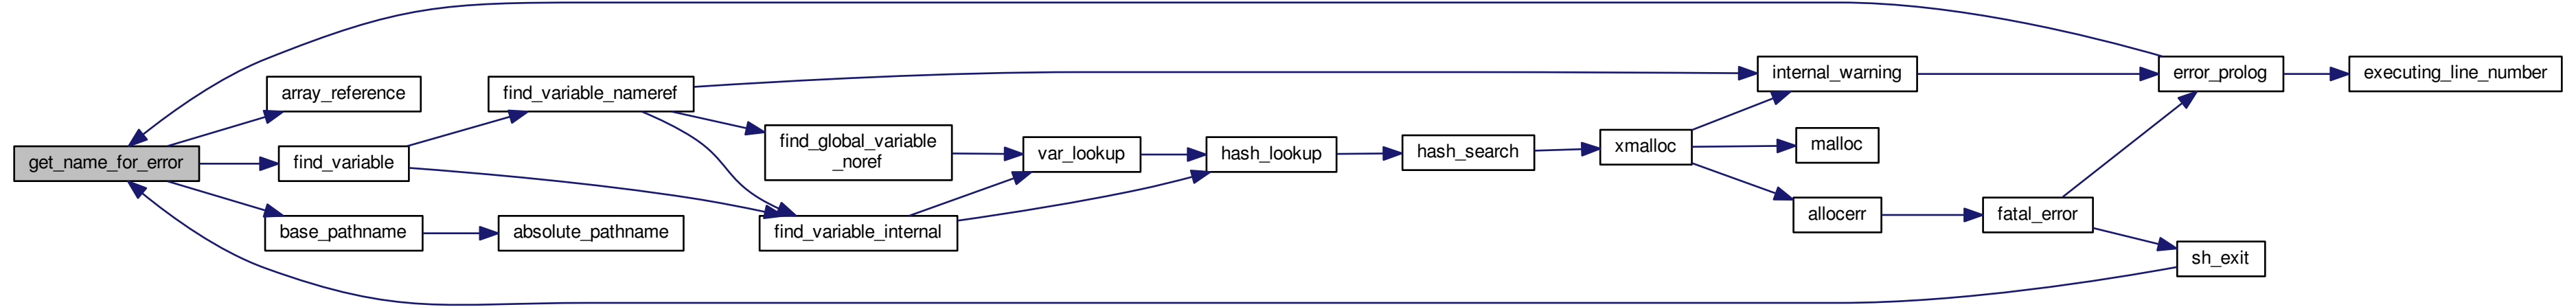 get_name_for_error
array_reference
find_variable
base_pathname
absolute_pathname
find_variable_nameref
find_global_variable
_noref
find_variable_internal
var_lookup
hash_lookup
hash_search
xmalloc
internal_warning
malloc
allocerr
fatal_error
error_prolog
sh_exit
executing_line_number